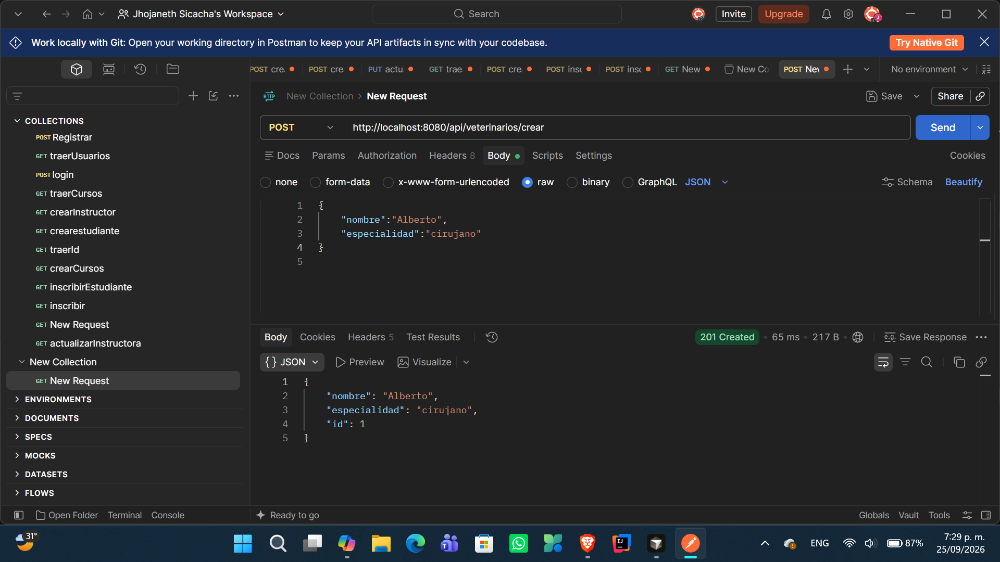 Jhojaneth Sicacha's Workspace
Search
Invite
Upgrade
J
Work locally with Git: Open your working directory in Postman to keep your API artifacts in sync with your codebase.
Try Native Git
POST cre
POST cre
PUT actu
GET trae
POST cre
POST ins
POST ins
GET New
New Co
POST Nev
No environment
HTTP New Collection > New Request
Save
Share
COLLECTIONS
POST Registrar
GET traerUsuarios
POST login
GET traerCursos
GET crearInstructor
GET crearestudiante
GET traerId
GET crearCursos
GET inscribirEstudiante
GET inscribir
GET New Request
GET actualizarInstructora
New Collection
GET New Request
ENVIRONMENTS
DOCUMENTS
SPECS
MOCKS
DATASETS
FLOWS
POST
http://localhost:8080/api/veterinarios/crear
Send
Docs Params Authorization Headers 8 Body Scripts Settings
Cookies
none form-data x-www-form-urlencoded raw binary GraphQL JSON
Schema Beautify
1 {
2 "nombre":"Alberto",
3 "especialidad":"cirujano"
4 }
5
Body Cookies Headers 5 Test Results
201 Created • 65 ms • 217 B
e.g. Save Response
{} JSON
Preview
Visualize
1 {
2 "nombre": "Alberto",
3 "especialidad": "cirujano",
4 "id": 1
5 }
Open Folder Terminal Console
Ready to go
Globals Vault Tools
31°
T
IJ
ENG
87%
7:29 p. m.
25/09/2026